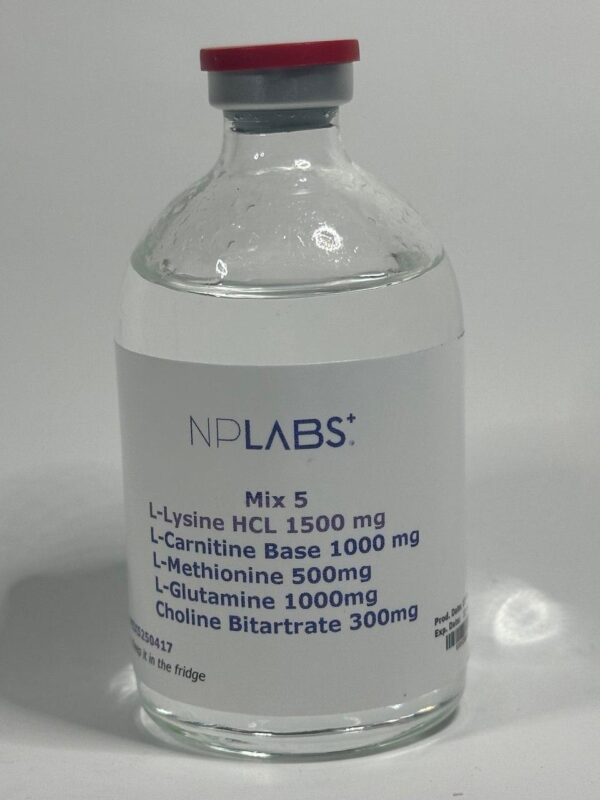 NPLABS+
Mix 5
L-Lysine HCL 1500 mg
L-Carnitine Base 1000 mg
L-Methionine 500mg
L-Glutamine 1000mg
Choline Bitartrate 300mg
250417
it in the fridge
Prod. Date
Exp. Date